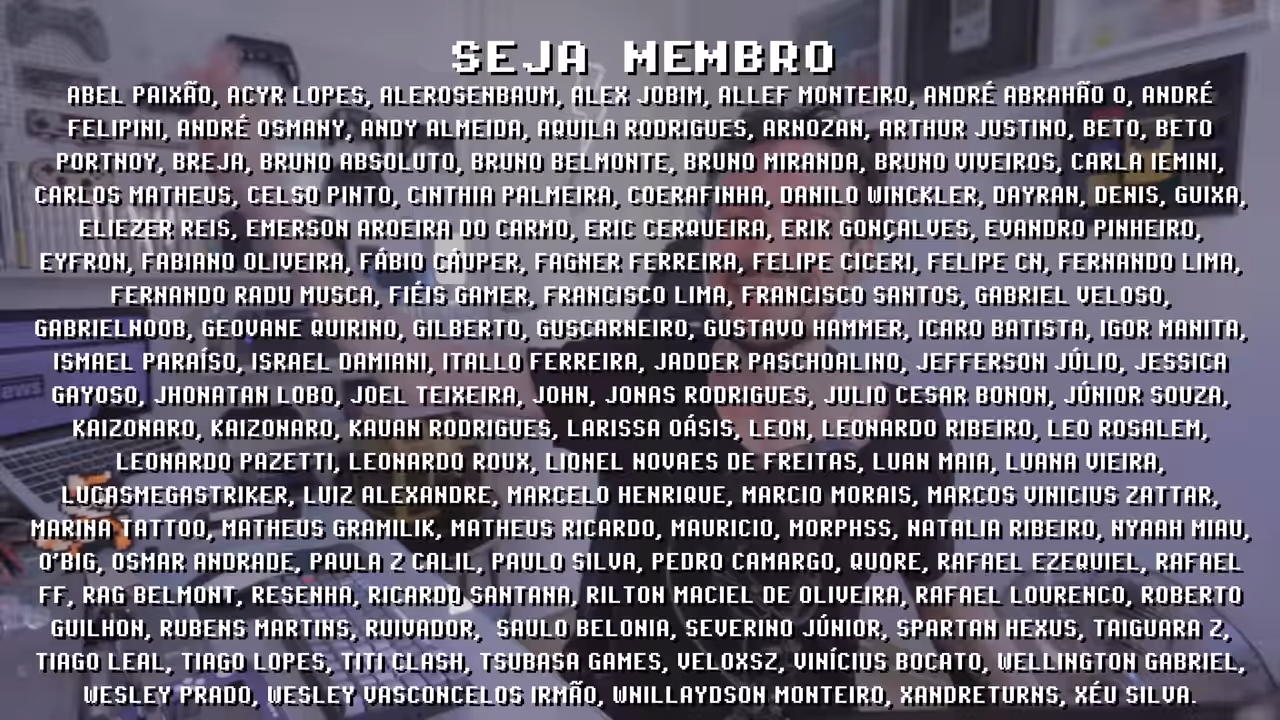 SEJA MEMBRO
ABEL PAIXÃO, ACYR LOPES, ALEROSENBAUM, ALEX JOBIM, ALLEF MONTEIRO, ANDRÉ ABRAHÃO O, ANDRÉ
FELIPINI, ANDRÉ OSMANY, ANDY ALMEIDA, AQUILA RODRIGUES, ARNOZAN, ARTHUR JUSTINO, BETO, BETO
PORTNOY, BREJA, BRUNO ABSOLUTO, BRUNO BELMONTE, BRUNO MIRANDA, BRUNO VIVEIROS, CARLA IEMINI,
CARLOS MATHEUS, CELSO PINTO, CINTHIA PALMEIRA, COERAFINHA, DANILO WINCKLER, DAYRAN, DENIS, GUIXA,
ELIEZER REIS, EMERSON AROEIRA DO CARMO, ERIC CERQUEIRA, ERIK GONÇALVES, EVANDRO PINHEIRO,
EYFRON, FABIANO OLIVEIRA, FÁBIO CÁUPER, FAGNER FERREIRA, FELIPE CICERI, FELIPE CN, FERNANDO LIMA,
FERNANDO RADU MUSCA, FIÉIS GAMER, FRANCISCO LIMA, FRANCISCO SANTOS, GABRIEL VELOSO,
GABRIELNOOB, GEOVANE QUIRINO, GILBERTO, GUSCARNEIRO, GUSTAVO HAMMER, ICARO BATISTA, IGOR MANITA,
ISMAEL PARAÍSO, ISRAEL DAMIANI, ITALLO FERREIRA, JADDER PASCHOALINO, JEFFERSON JÚLIO, JESSICA
GAYOSO, JHONATAN LOBO, JOEL TEIXEIRA, JOHN, JONAS RODRIGUES, JULIO CESAR BONON, JÚNIOR SOUZA,
KAIZONARO, KAIZONARO, KAUAN RODRIGUES, LARISSA OÁSIS, LEON, LEONARDO RIBEIRO, LEO ROSALEM,
LEONARDO PAZETTI, LEONARDO ROUX, LIONEL NOVAES DE FREITAS, LUAN MAIA, LUANA VIEIRA,
LUCASMEGASTRIKER, LUIZ ALEXANDRE, MARCELO HENRIQUE, MARCIO MORAIS, MARCOS VINICIUS ZATTAR,
MARINA TATTOO, MATHEUS GRAMILIK, MATHEUS RICARDO, MAURICIO, MORPHSS, NATALIA RIBEIRO, NYAAH MIAU,
O'BIG, OSMAR ANDRADE, PAULA Z CALIL, PAULO SILVA, PEDRO CAMARGO, QUORE, RAFAEL EZEQUIEL, RAFAEL
FF, RAG BELMONT, RESENHA, RICARDO SANTANA, RILTON MACIEL DE OLIVEIRA, RAFAEL LOURENCO, ROBERTO
GUILHON, RUBENS MARTINS, RUIVADOR, SAULO BELONIA, SEVERINO JÚNIOR, SPARTAN HEXUS, TAIGUARA Z,
TIAGO LEAL, TIAGO LOPES, TITI CLASH, TSUBASA GAMES, VELOXSZ, VINÍCIUS BOCATO, WELLINGTON GABRIEL,
WESLEY PRADO, WESLEY VASCONCELOS IRMÃO, WNILLAYDSON MONTEIRO, XANDRETURNS, XÉU SILVA.